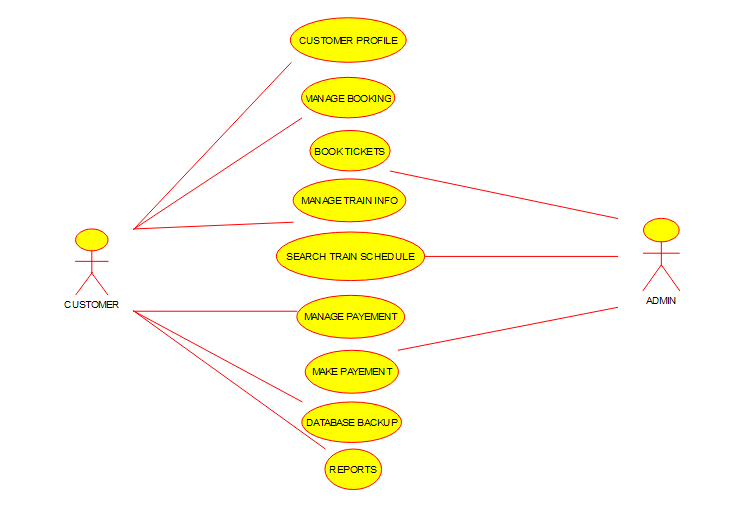 CUSTOMER PROFILE
MANAGE BOOKING
BOOK TICKETS
MANAGE TRAIN INFO
SEARCH TRAIN SCHEDULE
CUSTOMER
ADMIN
MANAGE PAYEMENT
MAKE PAYEMENT
DATABASE BACKUP
REPORTS